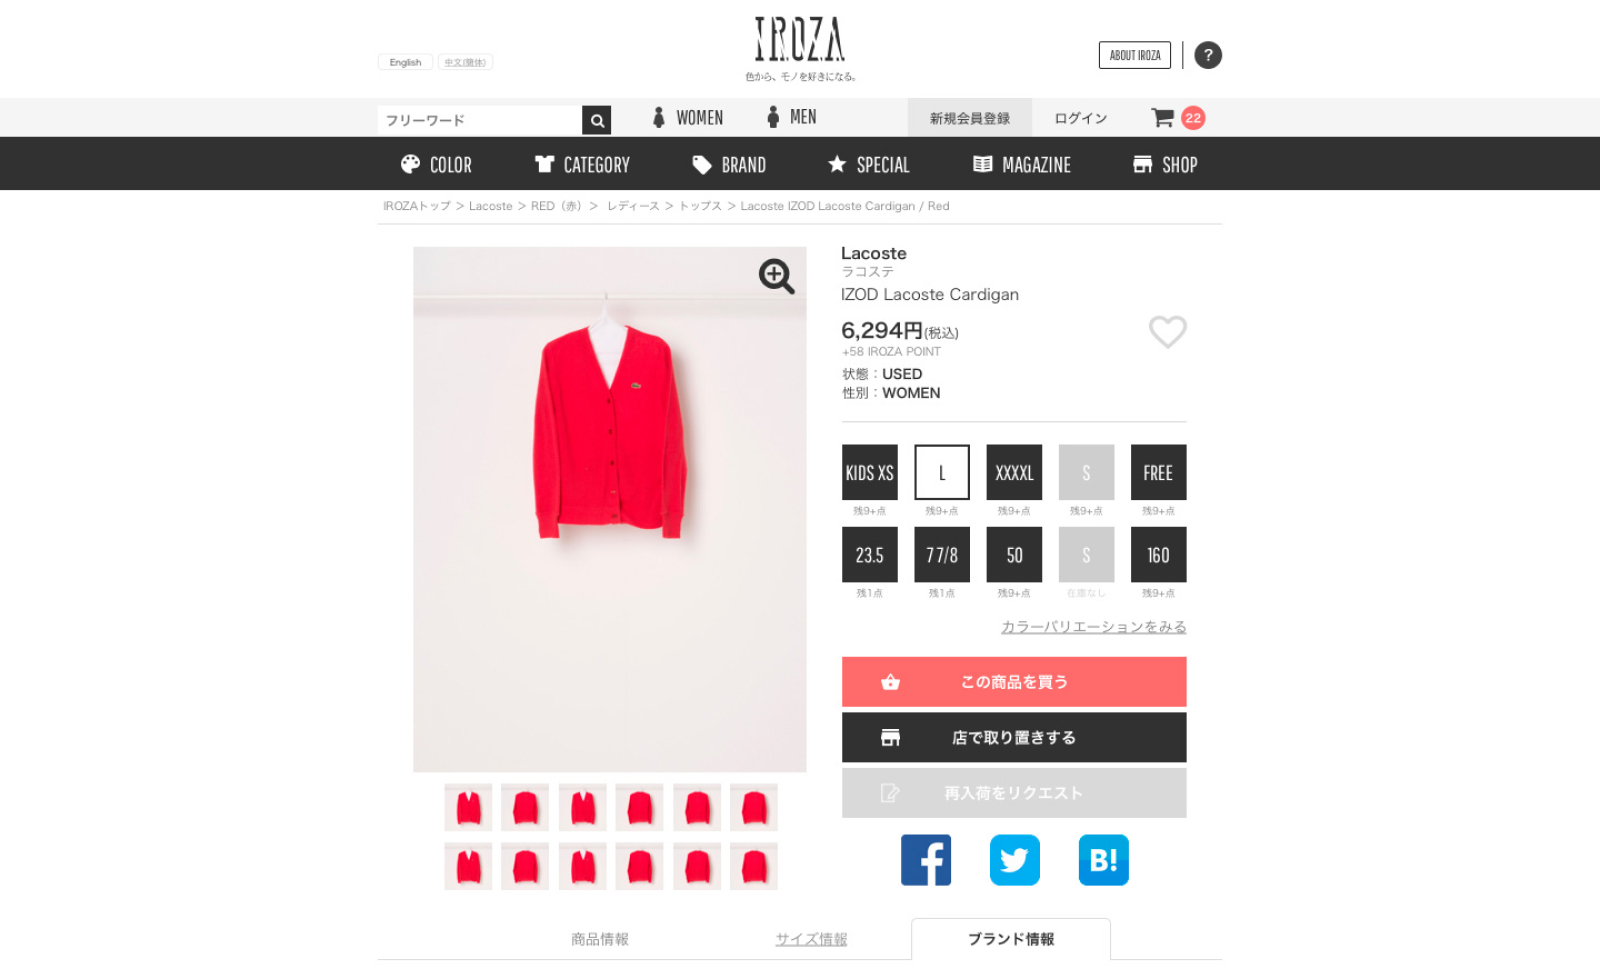 IROZA
色から、モノを好きになる。
English
中文(簡体)
ABOUT IROZA
?
フリーワード
WOMEN
MEN
新規会員登録
ログイン
22
COLOR
CATEGORY
BRAND
SPECIAL
MAGAZINE
SHOP
IROZAトップ > Lacoste > RED（赤）> レディース > トップス > Lacoste IZOD Lacoste Cardigan / Red
Lacoste
ラコステ
IZOD Lacoste Cardigan
6,294円(税込)
+58 IROZA POINT
状態：USED
性別：WOMEN
KIDS XS
L
XXXXL
S
FREE
残9+点
残9+点
残9+点
残9+点
残9+点
23.5
7 7/8
50
S
160
残1点
残1点
残9+点
在庫なし
残9+点
カラーバリエーションをみる
この商品を買う
店で取り置きする
再入荷をリクエスト
f
B!
商品情報
サイズ情報
ブランド情報